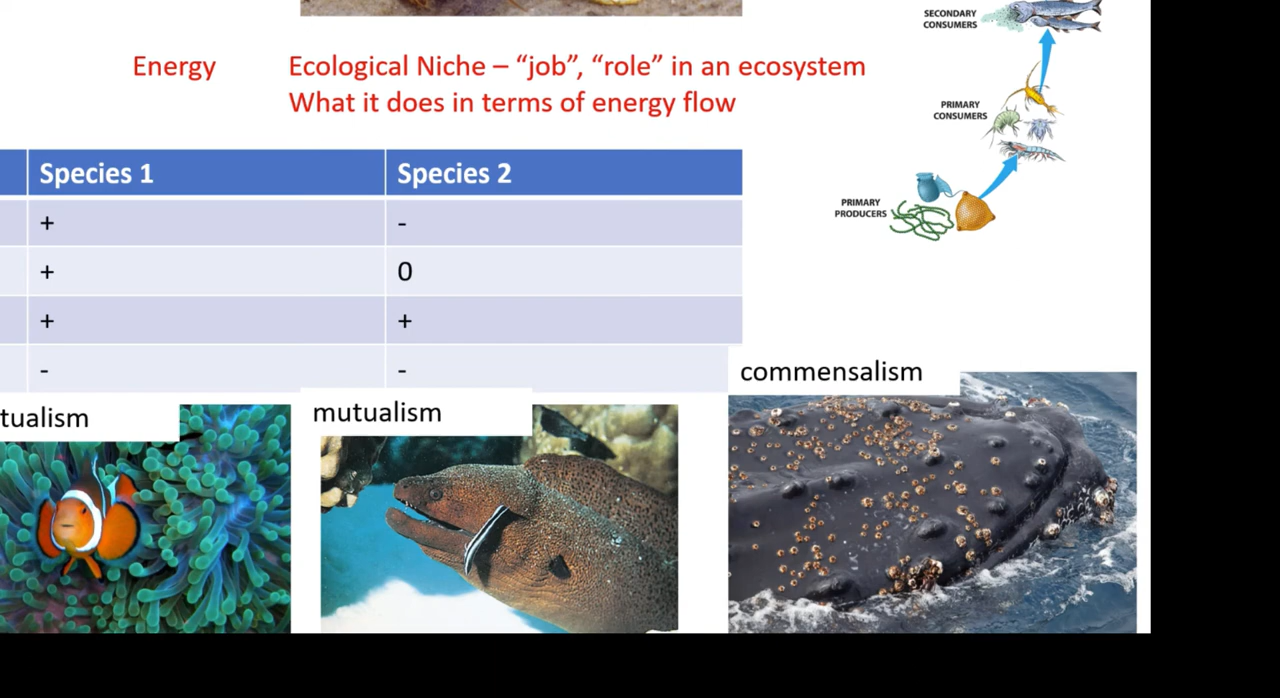 SECONDARY
CONSUMERS
Energy
Ecological Niche – “job”, “role” in an ecosystem
What it does in terms of energy flow
PRIMARY
CONSUMERS
Species 1 Species 2
+ -
+ 0
+ +
- -
PRIMARY
PRODUCERS
tualism
mutualism
commensalism